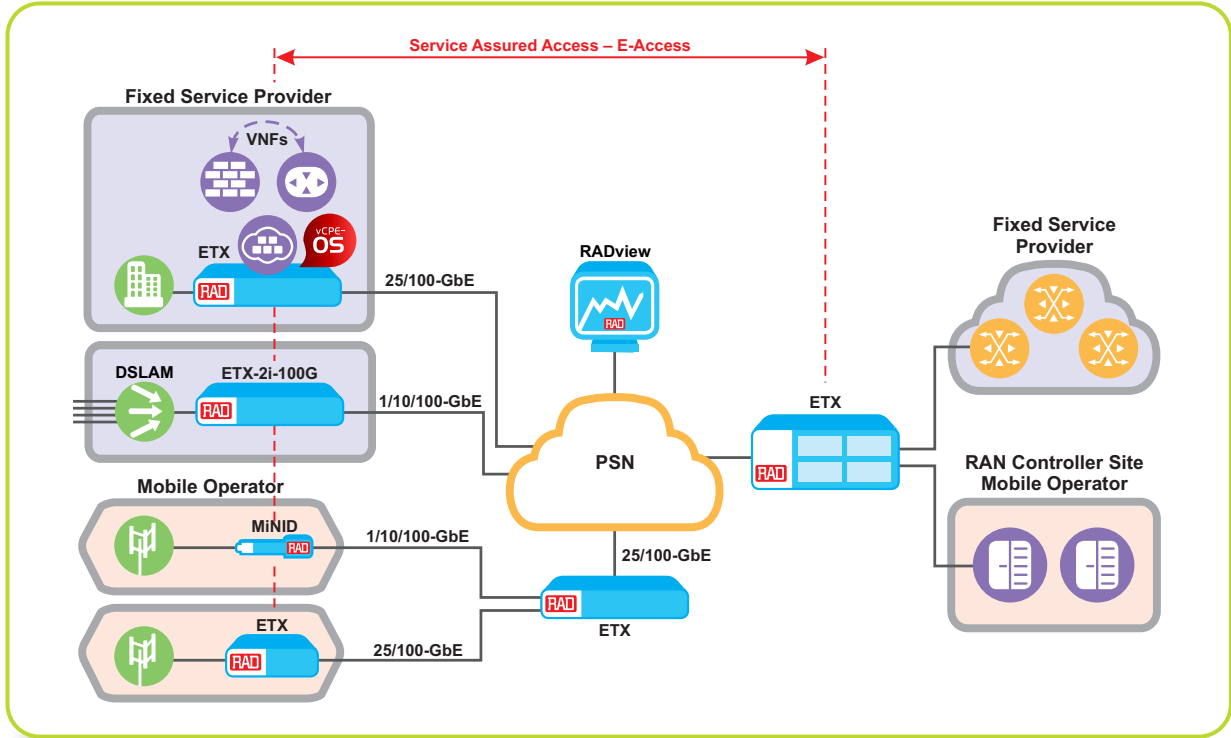 Service Assured Access – E-Access
Fixed Service Provider
VNFs
vCPE-
OS
ETX
RAD
25/100-GbE
RADview
RAD
Fixed Service
Provider
DSLAM
ETX-2i-100G
RAD
1/10/100-GbE
PSN
ETX
RAD
RAN Controller Site
Mobile Operator
Mobile Operator
MiNID
RAD
1/10/100-GbE
25/100-GbE
RAD
ETX
ETX
RAD
25/100-GbE